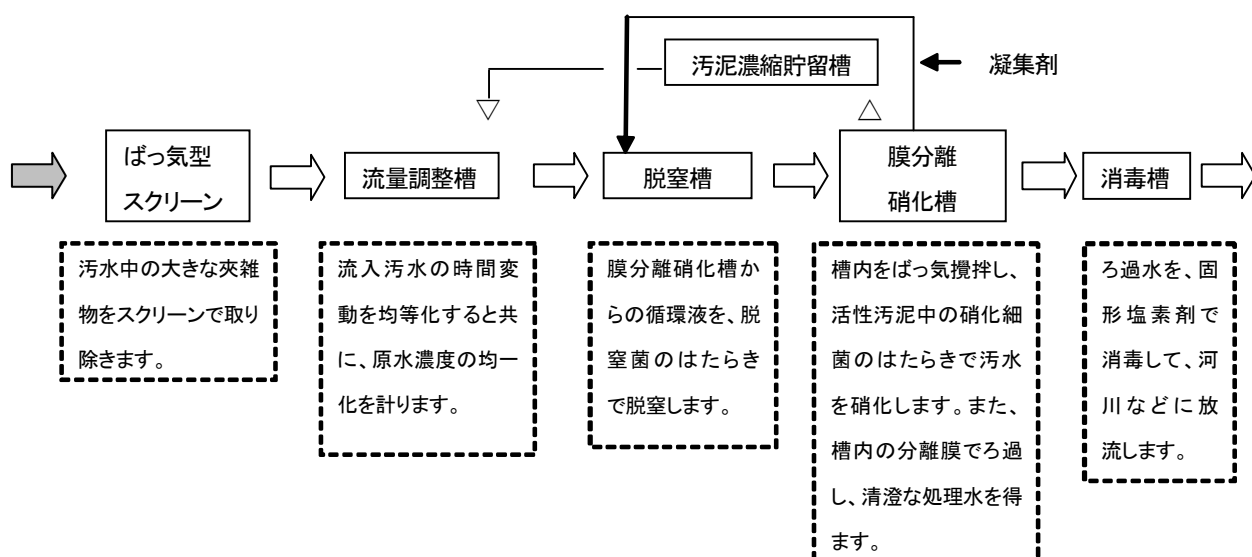 汚泥濃縮貯留槽
凝集剤
ばっ気型
スクリーン
流量調整槽
脱窒槽
膜分離
硝化槽
消毒槽
汚水中の大きな夾雑
物をスクリーンで取り
除きます。
流入汚水の時間変
動を均等化すると共
に、原水濃度の均一
化を計ります。
膜分離硝化槽か
らの循環液を、脱
窒菌のはたらき
で脱窒します。
槽内をばっ気攪拌し、
活性汚泥中の硝化細
菌のはたらきで汚水
を硝化します。また、
槽内の分離膜でろ過
し、清澄な処理水を得
ます。
ろ過水を、固
形塩素剤で
消毒して、河
川などに放
流します。